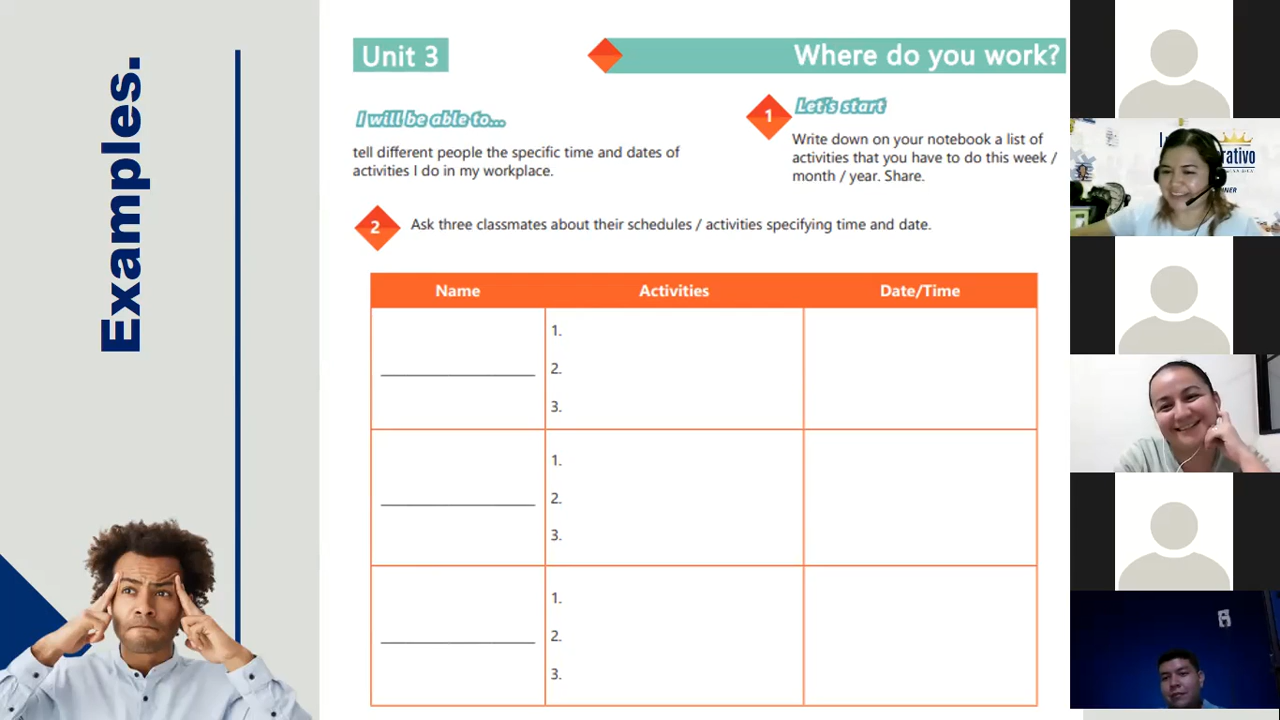 Examples.
Unit 3
Where do you work?
I will be able to...
tell different people the specific time and dates of
activities I do in my workplace.
1
Let's start
Write down on your notebook a list of
activities that you have to do this week /
month / year. Share.
2
Ask three classmates about their schedules / activities specifying time and date.
Name
Activities
Date/Time
1.
2.
3.
1.
2.
3.
1.
2.
3.